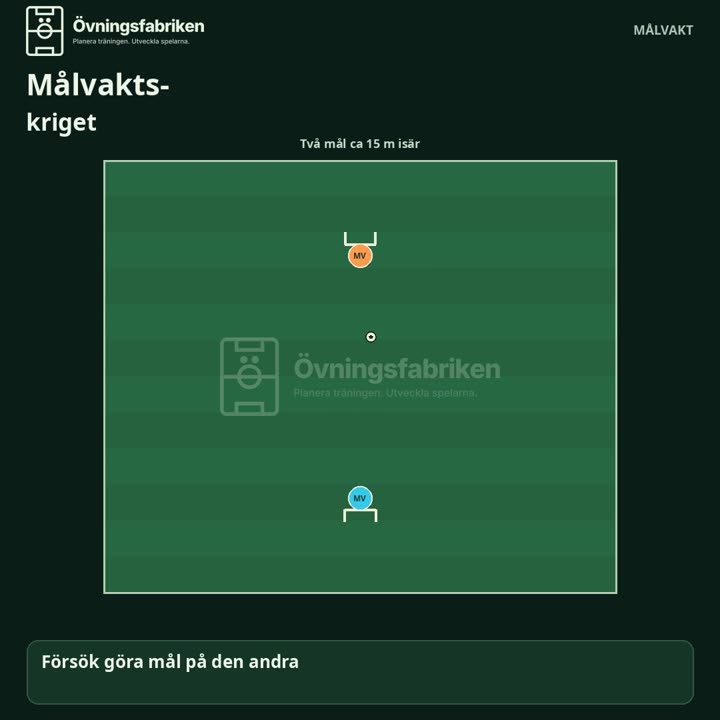 Övningsfabriken
Planera träningen. Utveckla spelarna.
MÅLVAKT
Målvakts-
kriget
Två mål ca 15 m isär
MV
Övningsfabriken
Planera träningen. Utveckla spelarna.
MV
Försök göra mål på den andra